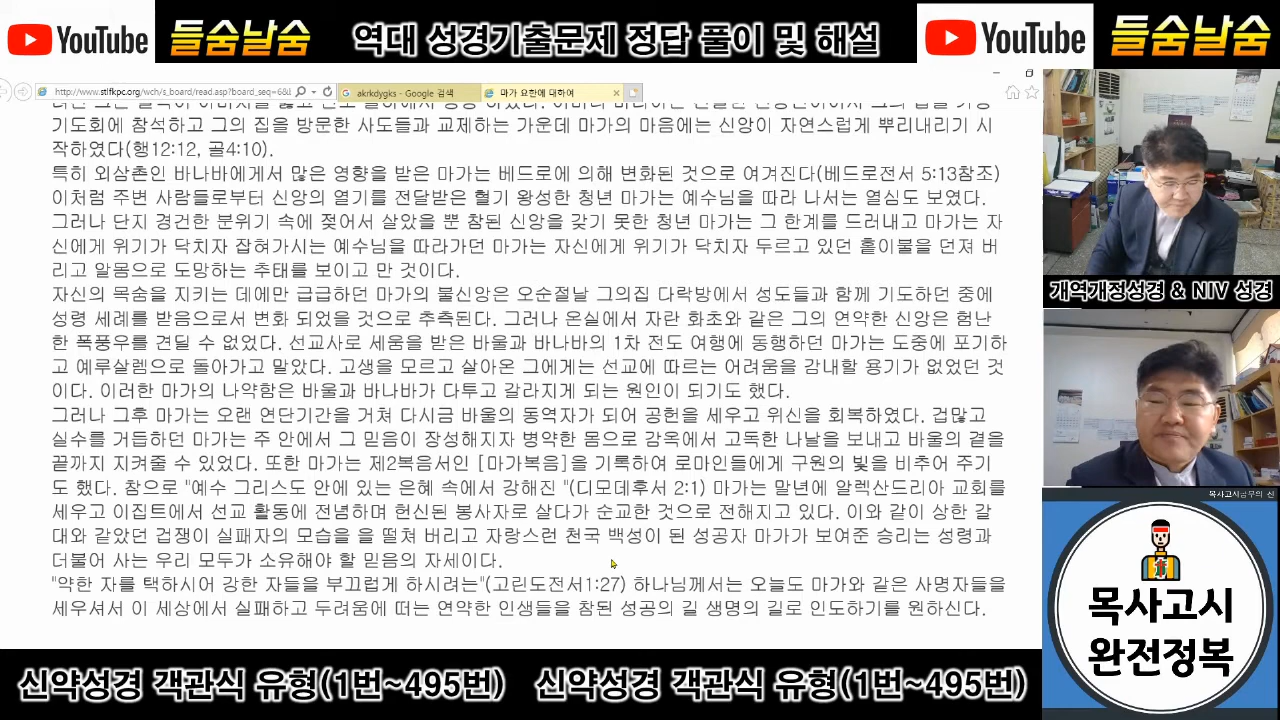 YouTube 들숨날숨 역대 성경기출문제 정답 풀이 및 해설 YouTube 들숨날숨
http://www.stlfkpc.org/wch/s_board/read.asp?board_seq=6&l akrkdygks - Google 검색 마가 요한에 대하여
기도회에 참석하고 그의 집을 방문한 사도들과 교제하는 가운데 마가의 마음에는 신앙이 자연스럽게 뿌리내리기 시
작하였다(행12:12, 골4:10).
특히 외삼촌인 바나바에게서 많은 영향을 받은 마가는 베드로에 의해 변화된 것으로 여겨진다(베드로전서 5:13참조)
이처럼 주변 사람들로부터 신앙의 열기를 전달받은 혈기 왕성한 청년 마가는 예수님을 따라 나서는 열심도 보였다.
그러나 단지 경건한 분위기 속에 젖어서 살았을 뿐 참된 신앙을 갖기 못한 청년 마가는 그 한계를 드러내고 마가는 자
신에게 위기가 닥치자 잡혀가시는 예수님을 따라가던 마가는 자신에게 위기가 닥치자 두르고 있던 홑이불을 던져 버
리고 알몸으로 도망하는 추태를 보이고 만 것이다.
자신의 목숨을 지키는 데에만 급급하던 마가의 불신앙은 오순절날 그의집 다락방에서 성도들과 함께 기도하던 중에
성령 세례를 받음으로서 변화 되었을 것으로 추측된다. 그러나 온실에서 자란 화초와 같은 그의 연약한 신앙은 험난
한 폭풍우를 견딜 수 없었다. 선교사로 세움을 받은 바울과 바나바의 1차 전도 여행에 동행하던 마가는 도중에 포기하
고 예루살렘으로 돌아가고 말았다. 고생을 모르고 살아온 그에게는 선교에 따르는 어려움을 감내할 용기가 없었던 것
이다. 이러한 마가의 나약함은 바울과 바나바가 다투고 갈라지게 되는 원인이 되기도 했다.
그러나 그후 마가는 오랜 연단기간을 거쳐 다시금 바울의 동역자가 되어 공헌을 세우고 위신을 회복하였다. 겁많고
실수를 거듭하던 마가는 주 안에서 그 믿음이 장성해지자 병약한 몸으로 감옥에서 고독한 나날을 보내고 바울의 곁을
끝까지 지켜줄 수 있었다. 또한 마가는 제2복음서인 [마가복음]을 기록하여 로마인들에게 구원의 빛을 비추어 주기
도 했다. 참으로 "예수 그리스도 안에 있는 은혜 속에서 강해진 "(디모데후서 2:1) 마가는 말년에 알렉산드리아 교회를
세우고 이집트에서 선교 활동에 전념하며 헌신된 봉사자로 살다가 순교한 것으로 전해지고 있다. 이와 같이 상한 갈
대와 같았던 겁쟁이 실패자의 모습을 을 떨쳐 버리고 자랑스런 천국 백성이 된 성공자 마가가 보여준 승리는 성령과
더불어 사는 우리 모두가 소유해야 할 믿음의 자세이다.
"약한 자를 택하시어 강한 자들을 부끄럽게 하시려는"(고린도전서1:27) 하나님께서는 오늘도 마가와 같은 사명자들을
세우셔서 이 세상에서 실패하고 두려움에 떠는 연약한 인생들을 참된 성공의 길 생명의 길로 인도하기를 원하신다.
개역개정성경 & NIV 성경
목사고시
완전정복
신약성경 객관식 유형(1번~495번) 신약성경 객관식 유형(1번~495번)